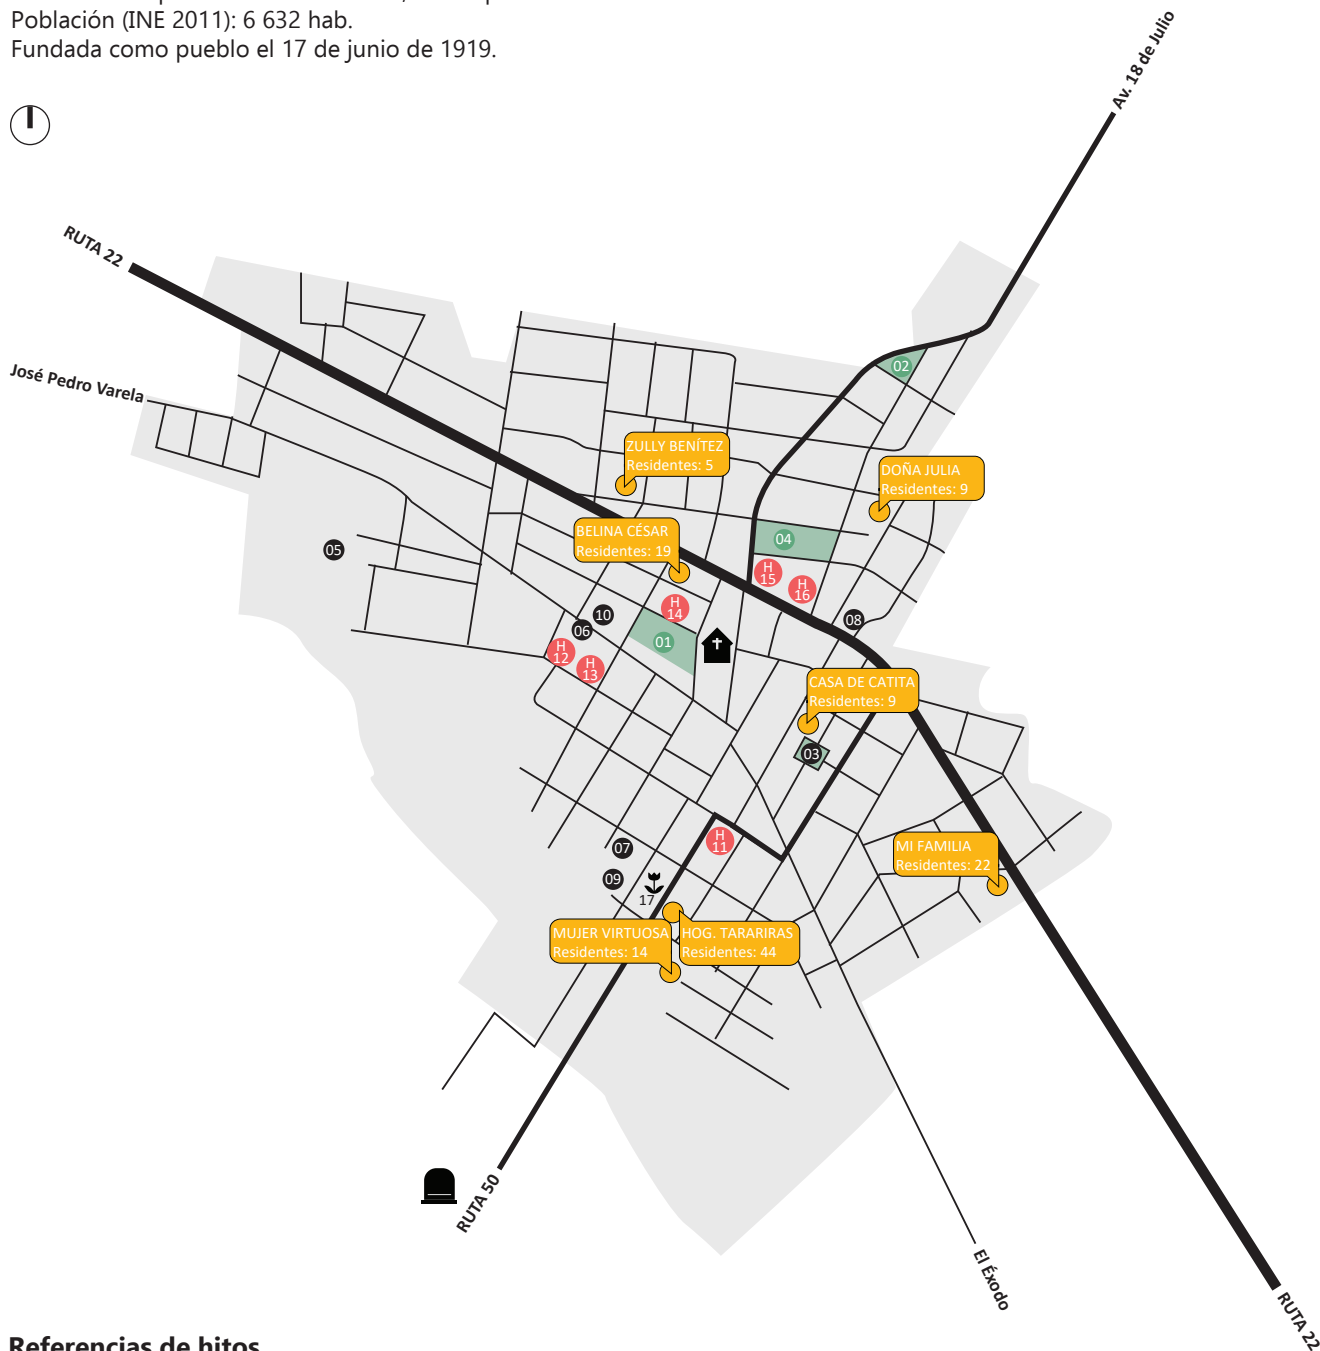 Población (INE 2011): 6 632 hab.
Fundada como pueblo el 17 de junio de 1919.
Av. 18 de Julio
RUTA 22
José Pedro Varela
02
ZULLY BENÍTEZ
Residentes: 5
DOÑA JULIA
Residentes: 9
BELINA CÉSAR
Residentes: 19
04
05
H
15
H
16
H
14
10
06
01
08
H
12
H
13
CASA DE CATITA
Residentes: 9
03
H
11
07
MI FAMILIA
Residentes: 22
09
17
MUJER VIRTUOSA
Residentes: 14
HOG. TARARIRAS
Residentes: 44
RUTA 50
El Éxodo
RUTA 22
Referencias de hitos